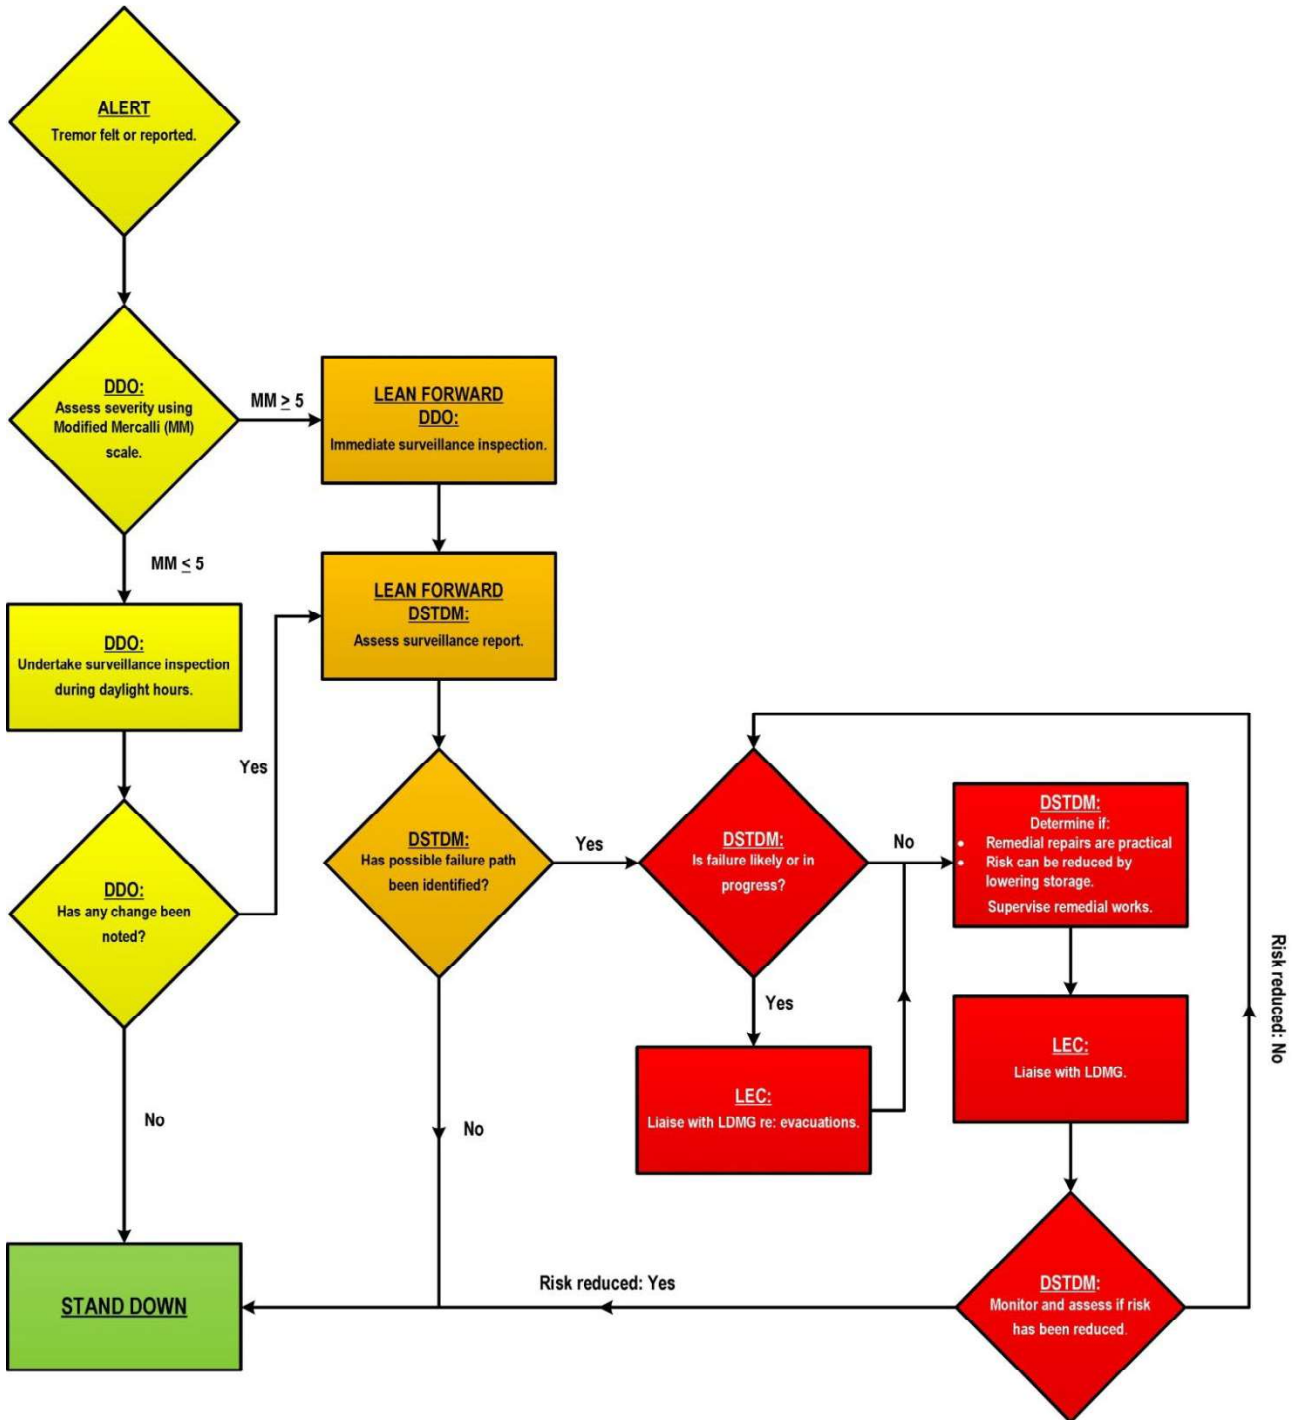 ALERT
Tremor felt or reported.
DDO:
Assess severity using
Modified Mercalli (MM)
scale.
MM ≥ 5
LEAN FORWARD
DDO:
Immediate surveillance inspection.
MM ≤ 5
DDO:
Undertake surveillance inspection
during daylight hours.
LEAN FORWARD
DSTDM:
Assess surveillance report.
Yes
DDO:
Has any change been
noted?
No
DSTDM:
Has possible failure path
been identified?
Yes
No
DSTDM:
Is failure likely or in
progress?
No
Yes
LEC:
Liaise with LDMG re: evacuations.
DSTDM:
Determine if:
• Remedial repairs are practical
• Risk can be reduced by
lowering storage.
Supervise remedial works.
LEC:
Liaise with LDMG.
Risk reduced: No
DSTDM:
Monitor and assess if risk
has been reduced.
Risk reduced: Yes
STAND DOWN